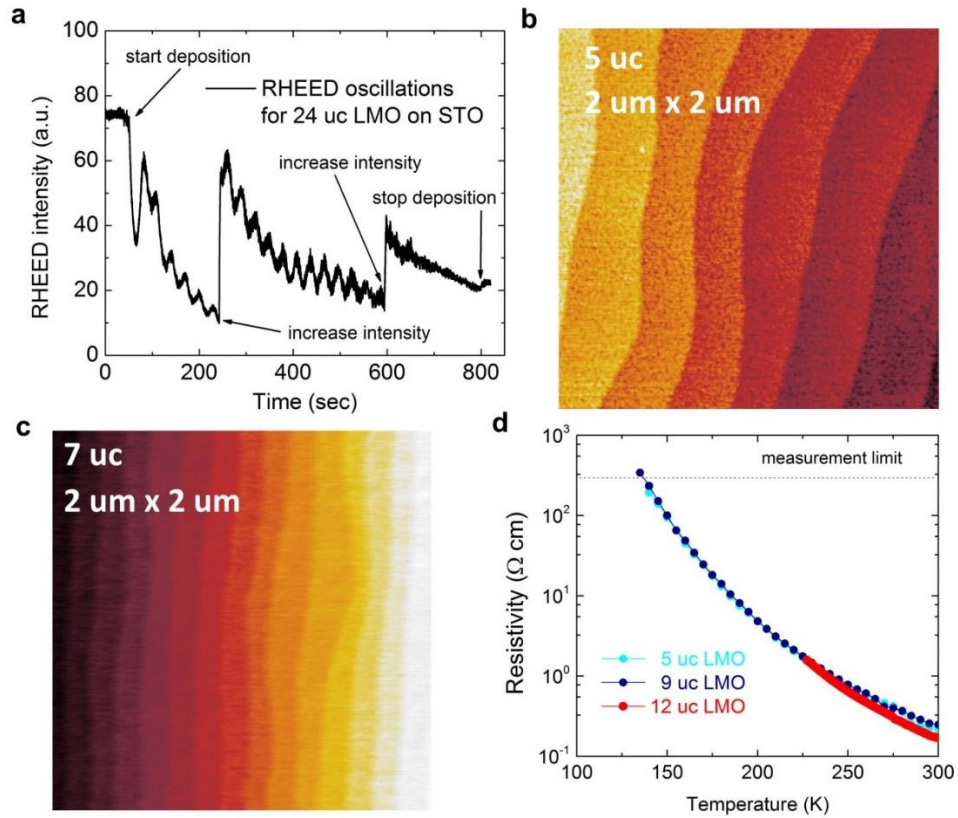 a
start deposition
RHEED oscillations
for 24 uc LMO on STO
increase intensity
stop deposition
increase intensity
RHEED intensity (a.u.)
100
80
60
40
20
0
0 200 400 600 800
Time (sec)
b
5 uc
2 um x 2 um
c
7 uc
2 um x 2 um
d
measurement limit
Resistivity (Ω cm)
10³
10²
10¹
10⁰
10⁻¹
5 uc LMO
9 uc LMO
12 uc LMO
100 150 200 250 300
Temperature (K)